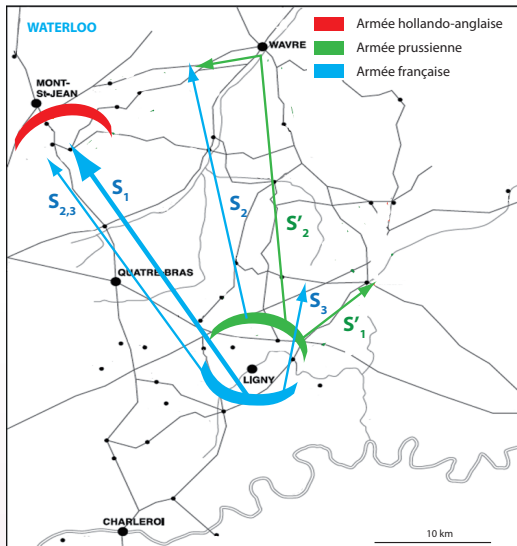 WATERLOO
WAVRE
Armée hollando-anglaise
Armée prussienne
Armée française
MONT-
St-JEAN
S1
S2,3
S2
S'2
QUATRE-BRAS
S3
S'1
LIGNY
CHARLEROI
10 km